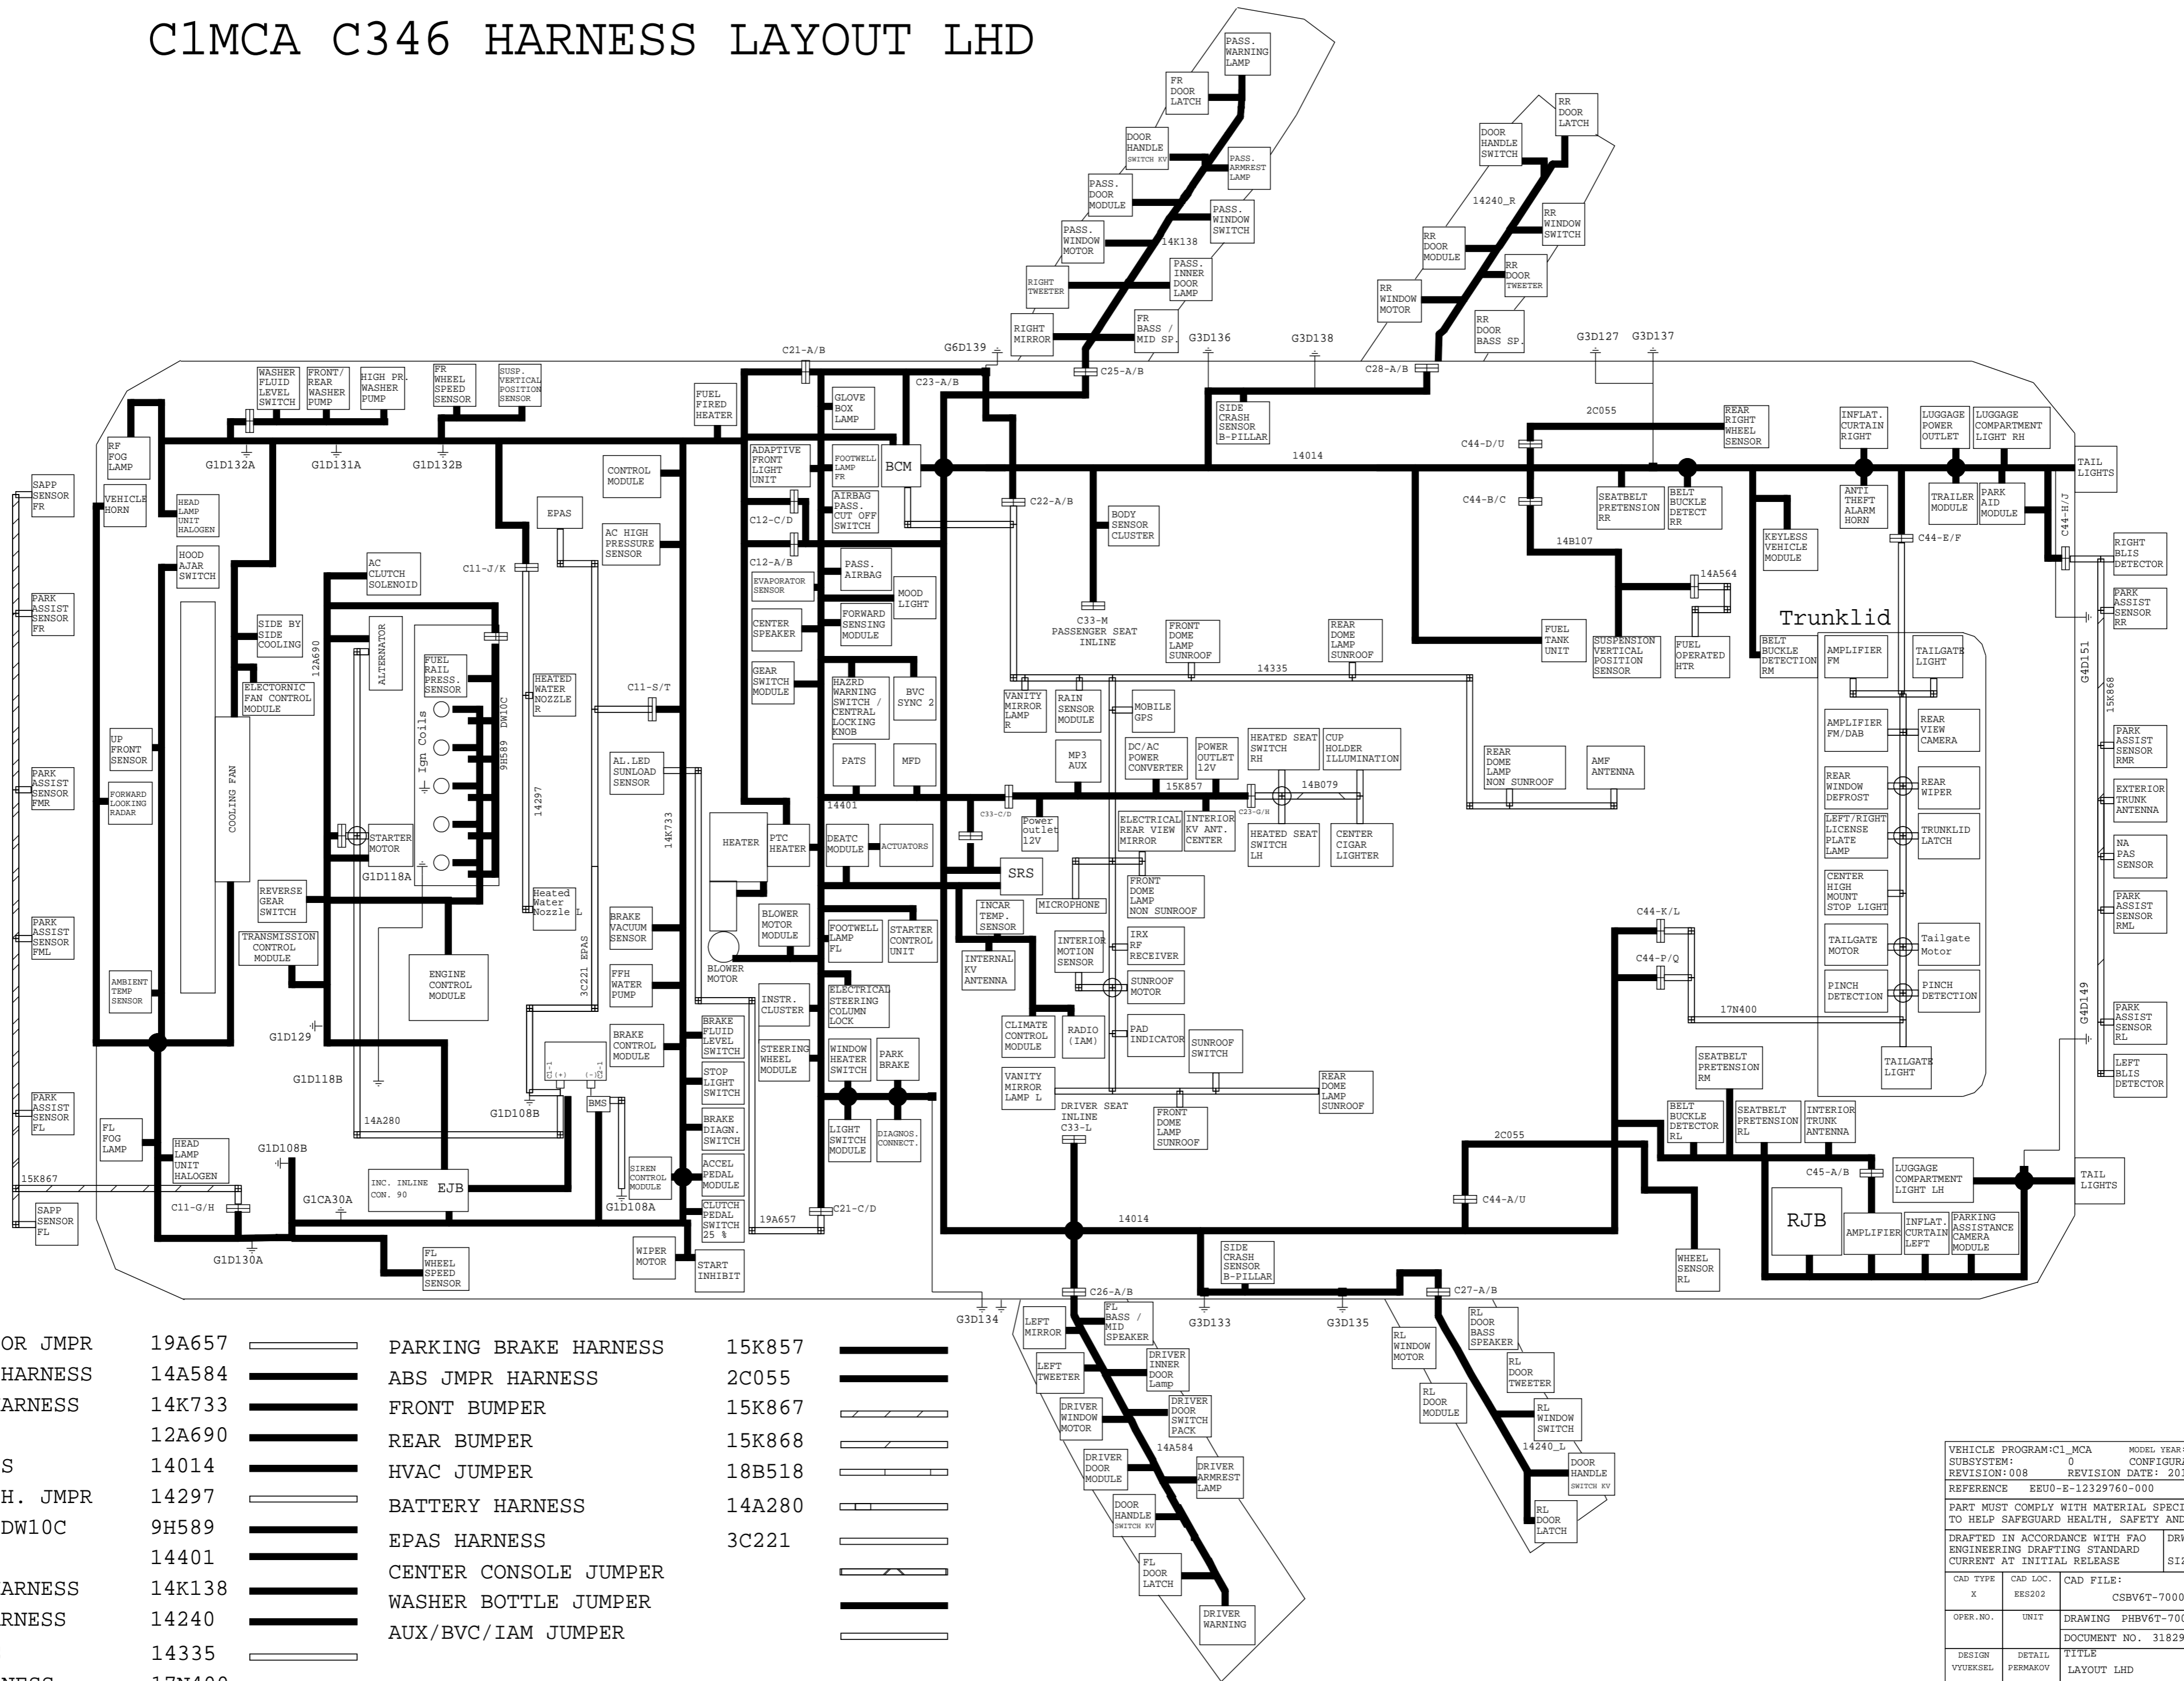 C1MCA C346 HARNESS LAYOUT LHD
PASS.
WARNING
LAMP
FR
DOOR
LATCH
DOOR
HANDLE
SWITCH KV
PASS.
ARMREST
LAMP
PASS.
DOOR
MODULE
PASS.
WINDOW
SWITCH
PASS.
WINDOW
MOTOR
14K138
PASS.
INNER
DOOR
LAMP
RIGHT
TWEETER
RIGHT
MIRROR
FR
BASS /
MID SP.
RR
DOOR
LATCH
DOOR
HANDLE
SWITCH
14240_R
RR
WINDOW
SWITCH
RR
DOOR
MODULE
RR
DOOR
TWEETER
RR
WINDOW
MOTOR
RR
DOOR
BASS SP.
C21-A/B
G6D139
C25-A/B
G3D136
G3D138
C28-A/B
G3D127
G3D137
WASHER
FLUID
LEVEL
SWITCH
FRONT/
REAR
WASHER
PUMP
HIGH PR.
WASHER
PUMP
FR
WHEEL
SPEED
SENSOR
SUSP.
VERTICAL
POSITION
SENSOR
FUEL
FIRED
HEATER
GLOVE
BOX
LAMP
C23-A/B
SIDE
CRASH
SENSOR
B-PILLAR
2C055
REAR
RIGHT
WHEEL
SENSOR
INFLAT.
CURTAIN
RIGHT
LUGGAGE
POWER
OUTLET
LUGGAGE
COMPARTMENT
LIGHT RH
RF
FOG
LAMP
G1D132A
G1D131A
G1D132B
CONTROL
MODULE
ADAPTIVE
FRONT
LIGHT
UNIT
FOOTWELL
LAMP
FR
BCM
C44-D/U
14014
TAIL
LIGHTS
SAPP
SENSOR
FR
VEHICLE
HORN
HEAD
LAMP
UNIT
HALOGEN
EPAS
AIRBAG
PASS.
CUT OFF
SWITCH
C12-C/D
C22-A/B
BODY
SENSOR
CLUSTER
C44-B/C
SEATBELT
PRETENSION
RR
BELT
BUCKLE
DETECT
RR
ANTI
THEFT
ALARM
HORN
TRAILER
MODULE
PARK
AID
MODULE
C44-H/J
HOOD
AJAR
SWITCH
AC
CLUTCH
SOLENOID
C11-J/K
AC HIGH
PRESSURE
SENSOR
C12-A/B
PASS.
AIRBAG
14B107
KEYLESS
VEHICLE
MODULE
C44-E/F
RIGHT
BLIS
DETECTOR
EVAPORATOR
SENSOR
MOOD
LIGHT
14A564
PARK
ASSIST
SENSOR
FR
SIDE BY
SIDE
COOLING
12A690
ALTERNATOR
CENTER
SPEAKER
FORWARD
SENSING
MODULE
C33-M
PASSENGER SEAT
INLINE
FRONT
DOME
LAMP
SUNROOF
REAR
DOME
LAMP
SUNROOF
FUEL
TANK
UNIT
SUSPENSION
VERTICAL
POSITION
SENSOR
FUEL
OPERATED
HTR
Trunklid
BELT
BUCKLE
DETECTION
RM
AMPLIFIER
FM
TAILGATE
LIGHT
PARK
ASSIST
SENSOR
RR
G4D151
15K868
ELECTORNIC
FAN CONTROL
MODULE
FUEL
RAIL
PRESS.
SENSOR
9H589 DW10C
HEATED
WATER
NOZZLE
R
C11-S/T
GEAR
SWITCH
MODULE
HAZRD
WARNING
SWITCH /
CENTRAL
LOCKING
KNOB
BVC
SYNC 2
14335
VANITY
MIRROR
LAMP
R
RAIN
SENSOR
MODULE
MOBILE
GPS
UP
FRONT
SENSOR
COOLING FAN
Ign Coils
14297
AL.LED
SUNLOAD
SENSOR
14K733
PATS
MFD
MP3
AUX
DC/AC
POWER
CONVERTER
POWER
OUTLET
12V
HEATED SEAT
SWITCH
RH
CUP
HOLDER
ILLUMINATION
REAR
DOME
LAMP
NON SUNROOF
AMF
ANTENNA
AMPLIFIER
FM/DAB
REAR
VIEW
CAMERA
PARK
ASSIST
SENSOR
RMR
PARK
ASSIST
SENSOR
FMR
FORWARD
LOOKING
RADAR
14401
C33-C/D
15K857
C23-G/H
14B079
REAR
WINDOW
DEFROST
REAR
WIPER
EXTERIOR
TRUNK
ANTENNA
STARTER
MOTOR
G1D118A
HEATER
PTC
HEATER
DEATC
MODULE
ACTUATORS
Power
outlet
12V
ELECTRICAL
REAR VIEW
MIRROR
INTERIOR
KV ANT.
CENTER
HEATED SEAT
SWITCH
LH
CENTER
CIGAR
LIGHTER
LEFT/RIGHT
LICENSE
PLATE
LAMP
TRUNKLID
LATCH
NA
PAS
SENSOR
REVERSE
GEAR
SWITCH
Heated
Water
Nozzle L
SRS
MICROPHONE
FRONT
DOME
LAMP
NON SUNROOF
CENTER
HIGH
MOUNT
STOP LIGHT
PARK
ASSIST
SENSOR
RML
PARK
ASSIST
SENSOR
FML
TRANSMISSION
CONTROL
MODULE
BRAKE
VACUUM
SENSOR
BLOWER
MOTOR
MODULE
FOOTWELL
LAMP
FL
STARTER
CONTROL
UNIT
INCAR
TEMP.
SENSOR
INTERIOR
MOTION
SENSOR
IRX
RF
RECEIVER
C44-K/L
C44-P/Q
TAILGATE
MOTOR
Tailgate
Motor
AMBIENT
TEMP
SENSOR
ENGINE
CONTROL
MODULE
3C221 EPAS
FFH
WATER
PUMP
BLOWER
MOTOR
INTERNAL
KV
ANTENNA
SUNROOF
MOTOR
PINCH
DETECTION
PINCH
DETECTION
G1D129
INSTR.
CLUSTER
ELECTRICAL
STEERING
COLUMN
LOCK
BRAKE
FLUID
LEVEL
SWITCH
BRAKE
CONTROL
MODULE
STEERING
WHEEL
MODULE
WINDOW
HEATER
SWITCH
PARK
BRAKE
CLIMATE
CONTROL
MODULE
RADIO
(IAM)
PAD
INDICATOR
SUNROOF
SWITCH
17N400
G4D149
PARK
ASSIST
SENSOR
RL
G1D118B
C1-1
(+)
(-)
C2-1
BMS
G1D108B
STOP
LIGHT
SWITCH
VANITY
MIRROR
LAMP L
REAR
DOME
LAMP
SUNROOF
SEATBELT
PRETENSION
RM
TAILGATE
LIGHT
LEFT
BLIS
DETECTOR
PARK
ASSIST
SENSOR
FL
FL
FOG
LAMP
HEAD
LAMP
UNIT
HALOGEN
14A280
G1D108B
BRAKE
DIAGN.
SWITCH
LIGHT
SWITCH
MODULE
DIAGNOS.
CONNECT.
DRIVER SEAT
INLINE
C33-L
FRONT
DOME
LAMP
SUNROOF
2C055
BELT
BUCKLE
DETECTOR
RL
SEATBELT
PRETENSION
RL
INTERIOR
TRUNK
ANTENNA
15K867
INC. INLINE
CON. 90
EJB
SIREN
CONTROL
MODULE
ACCEL
PEDAL
MODULE
C45-A/B
LUGGAGE
COMPARTMENT
LIGHT LH
TAIL
LIGHTS
SAPP
SENSOR
FL
C11-G/H
G1CA30A
G1D108A
CLUTCH
PEDAL
SWITCH
25 %
19A657
C21-C/D
14014
C44-A/U
RJB
AMPLIFIER
INFLAT.
CURTAIN
LEFT
PARKING
ASSISTANCE
CAMERA
MODULE
G1D130A
FL
WHEEL
SPEED
SENSOR
WIPER
MOTOR
START
INHIBIT
SIDE
CRASH
SENSOR
B-PILLAR
WHEEL
SENSOR
RL
C26-A/B
C27-A/B
G3D134
G3D133
G3D135
LEFT
MIRROR
FL
BASS /
MID
SPEAKER
LEFT
TWEETER
DRIVER
INNER
DOOR
Lamp
DRIVER
WINDOW
MOTOR
DRIVER
DOOR
SWITCH
PACK
14A584
DRIVER
DOOR
MODULE
DRIVER
ARMREST
LAMP
DOOR
HANDLE
SWITCH KV
FL
DOOR
LATCH
DRIVER
WARNING
RL
WINDOW
MOTOR
RL
DOOR
BASS
SPEAKER
RL
DOOR
TWEETER
RL
DOOR
MODULE
RL
WINDOW
SWITCH
14240_L
DOOR
HANDLE
SWITCH KV
RL
DOOR
LATCH
OR JMPR 19A657
HARNESS 14A584
ARNESS 14K733
12A690
S 14014
H. JMPR 14297
DW10C 9H589
14401
ARNESS 14K138
RNESS 14240
14335
NESS 17N400
PARKING BRAKE HARNESS 15K857
ABS JMPR HARNESS 2C055
FRONT BUMPER 15K867
REAR BUMPER 15K868
HVAC JUMPER 18B518
BATTERY HARNESS 14A280
EPAS HARNESS 3C221
CENTER CONSOLE JUMPER
WASHER BOTTLE JUMPER
AUX/BVC/IAM JUMPER
VEHICLE PROGRAM:C1_MCA MODEL YEAR:
SUBSYSTEM: 0 CONFIGURA
REVISION:008 REVISION DATE: 201
REFERENCE EEU0-E-12329760-000
PART MUST COMPLY WITH MATERIAL SPECI
TO HELP SAFEGUARD HEALTH, SAFETY AND
DRAFTED IN ACCORDANCE WITH FAO
ENGINEERING DRAFTING STANDARD
CURRENT AT INITIAL RELEASE
DRW
SIZ
CAD TYPE
X
CAD LOC.
EES202
CAD FILE:
CSBV6T-7000
OPER.NO.
UNIT
DRAWING PHBV6T-700
DOCUMENT NO. 31829
DESIGN
VYUEKSEL
DETAIL
PERMAKOV
TITLE
LAYOUT LHD